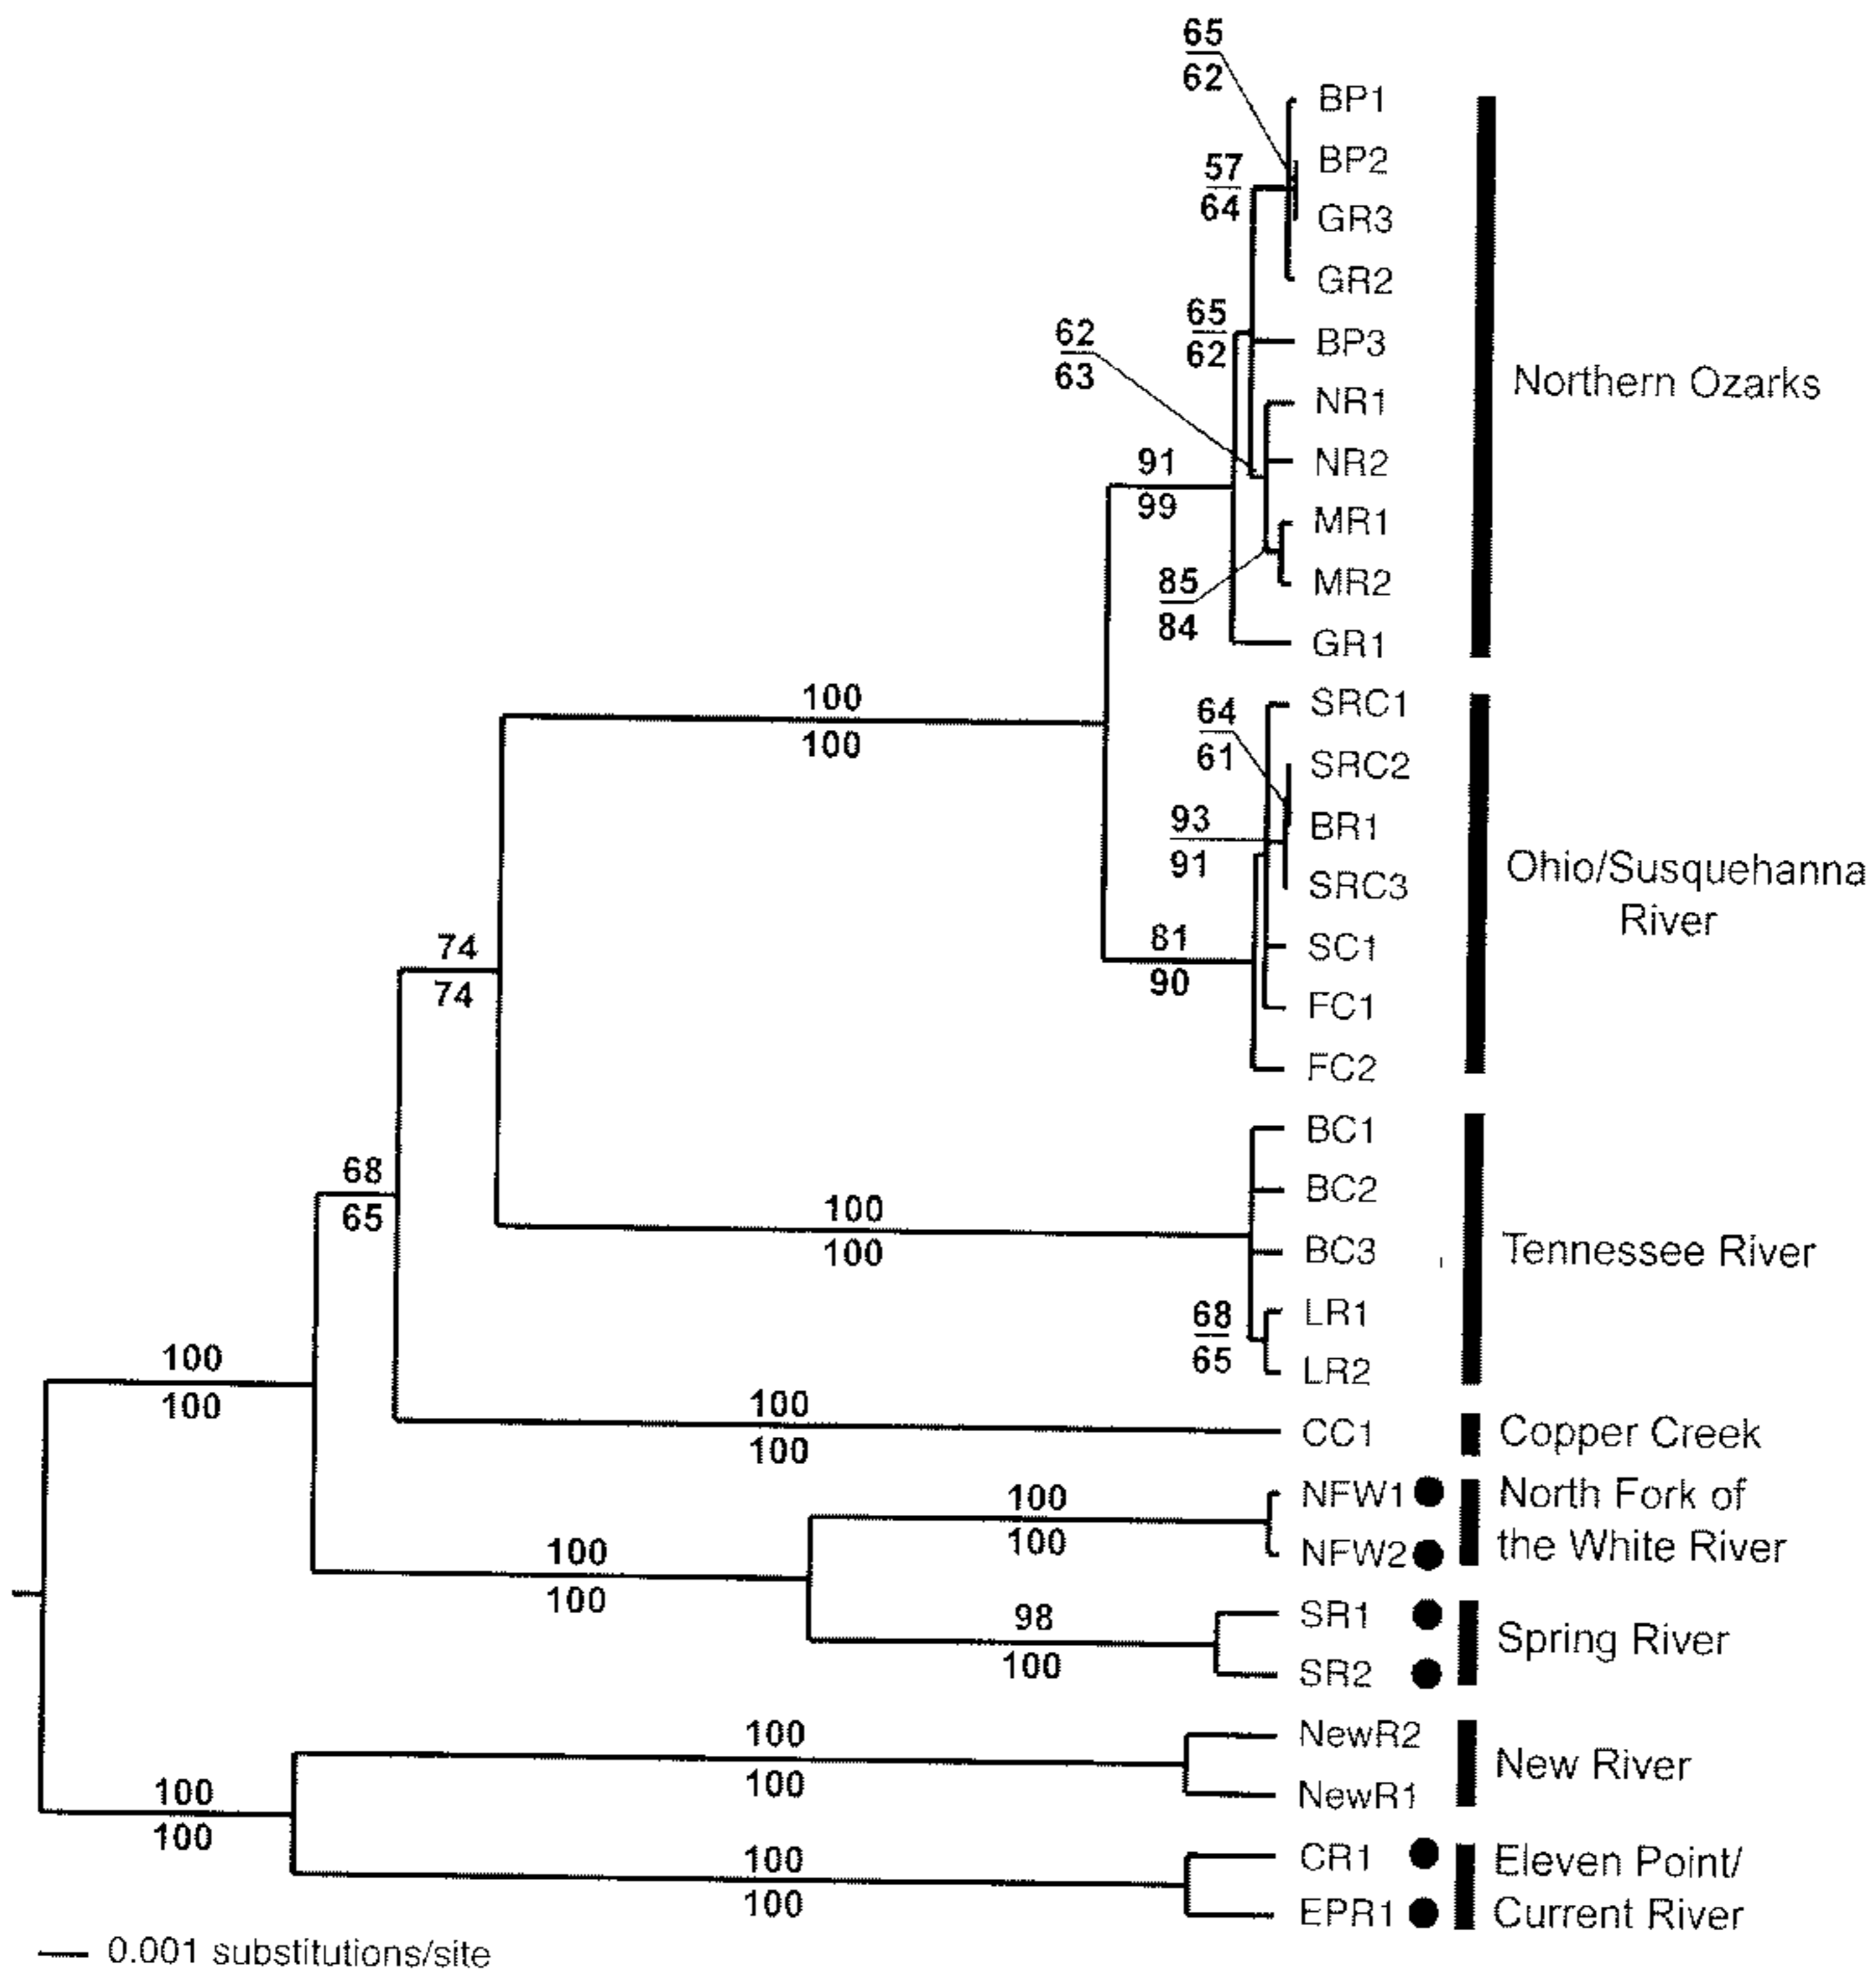 65
62
BP1
BP2
57
64
GR3
GR2
65
62
BP3
62
63
Northern Ozarks
NR1
NR2
91
99
MR1
MR2
85
84
GR1
100
100
SRC1
64
61
SRC2
BR1
93
91
SRC3
Ohio/Susquehanna
River
SC1
81
90
FC1
74
74
FC2
BC1
68
65
BC2
100
100
BC3
Tennessee River
LR1
68
65
LR2
100
100
100
100
CC1
Copper Creek
100
100
NFW1
North Fork of
NFW2
the White River
100
100
SR1
98
100
Spring River
SR2
100
100
NewR2
New River
NewR1
100
100
CR1
100
100
Eleven Point/
EPR1
Current River
0.001 substitutions/site